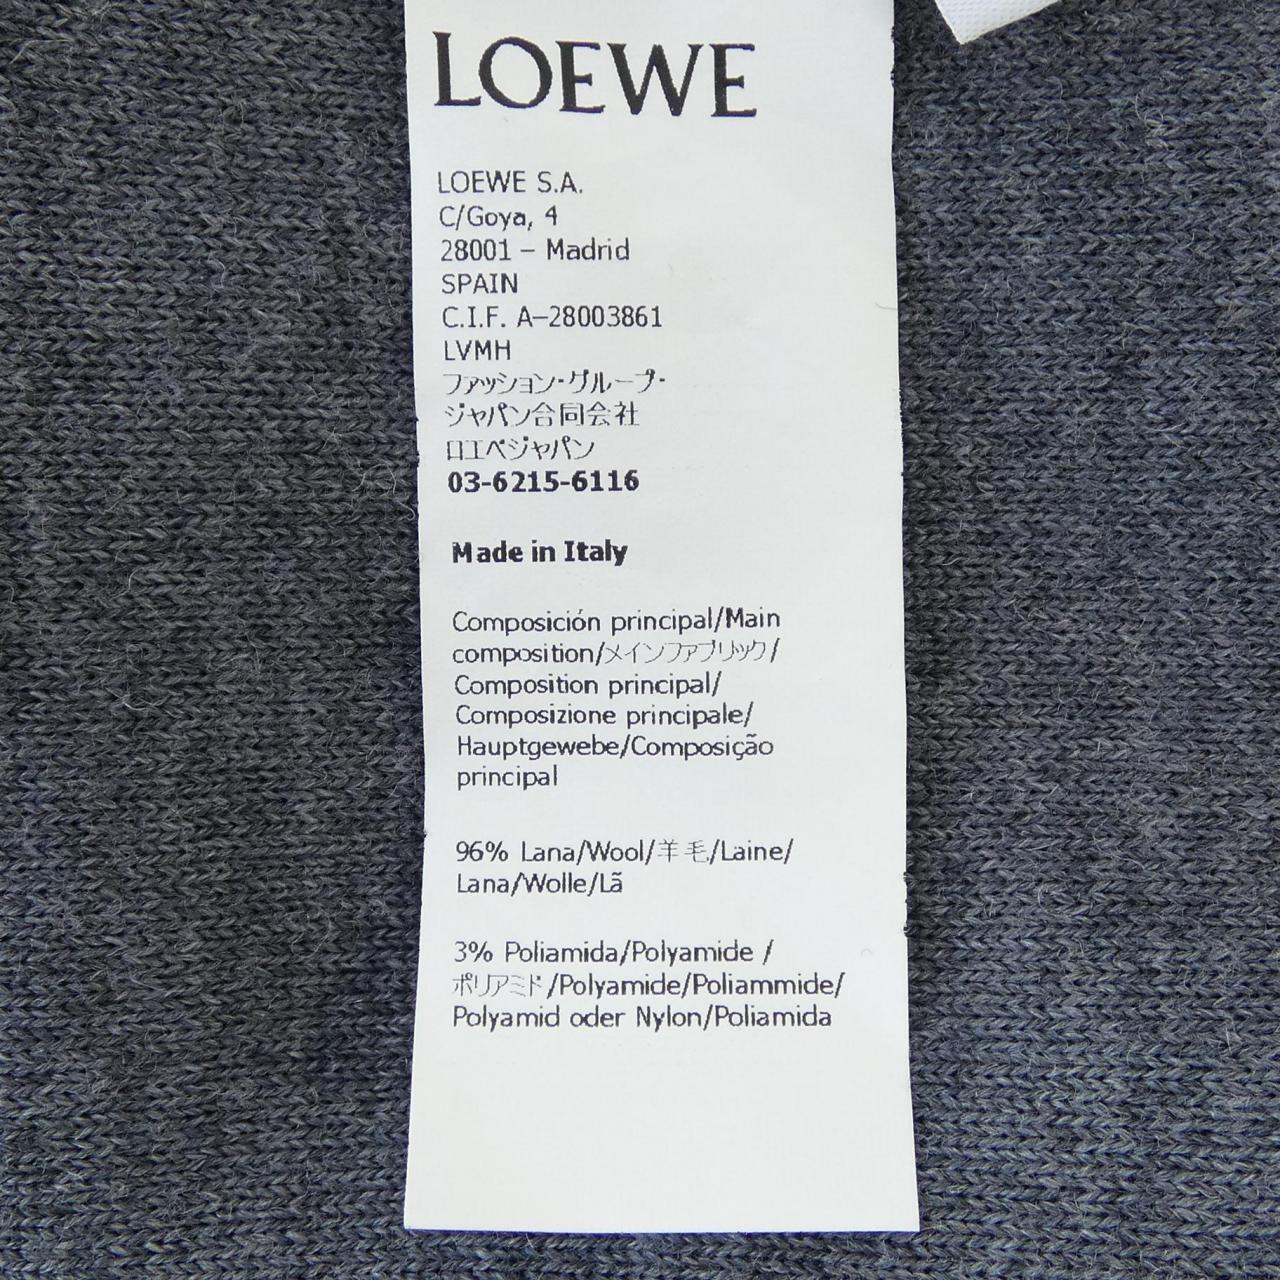 LOEWE
LOEWE S.A.
C/Goya, 4
28001 – Madrid
SPAIN
C.I.F. A–28003861
LVMH
ファッション･グループ･
ジャパン合同会社
ロエベジャパン
03-6215-6116
Made in Italy
Composición principal/Main
composition/メインファブリック/
Composition principal/
Composizione principale/
Hauptgewebe/Composição
principal
96% Lana/Wool/羊毛/Laine/
Lana/Wolle/Lã
3% Poliamida/Polyamide /
ポリアミド/Polyamide/Poliammide/
Polyamid oder Nylon/Poliamida